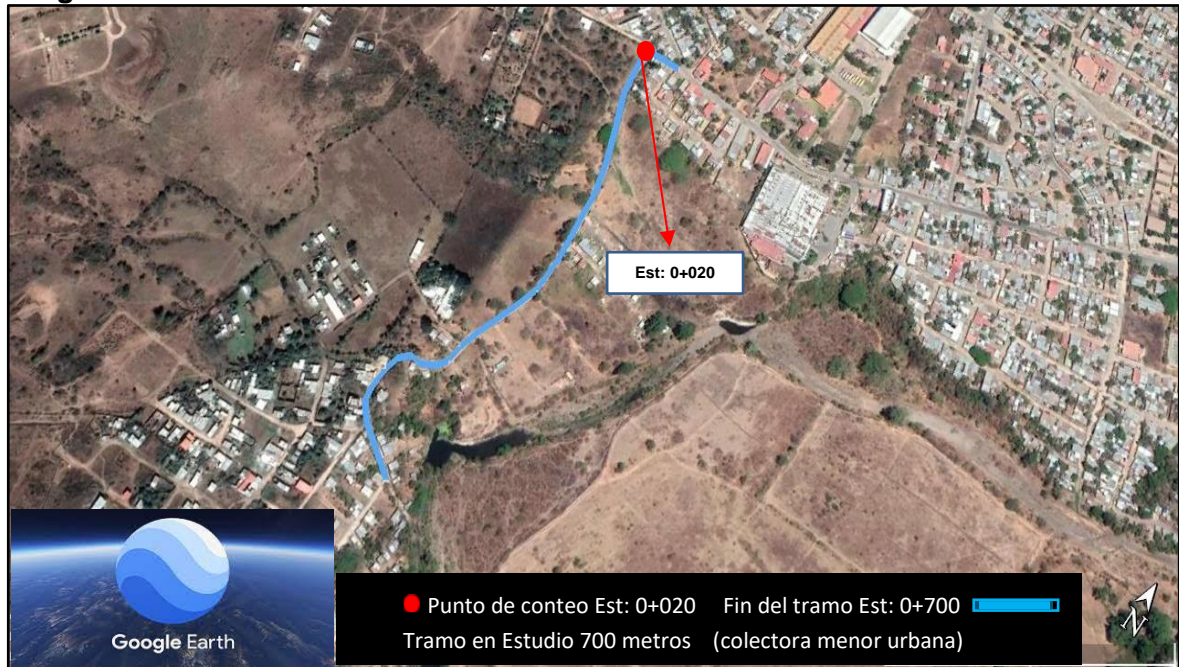 Est: 0+020
Google Earth
Punto de conteo Est: 0+020 Fin del tramo Est: 0+700
Tramo en Estudio 700 metros (colectora menor urbana)
N